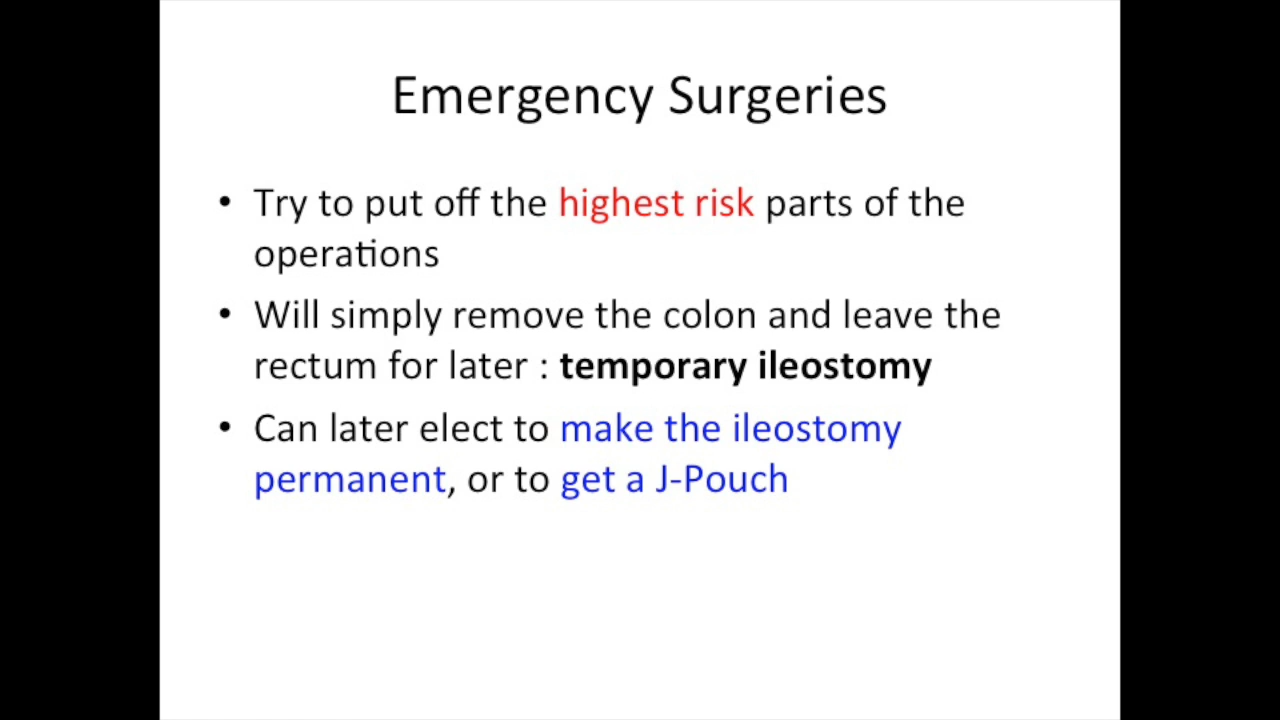 Emergency Surgeries
• Try to put off the highest risk parts of the
operations
• Will simply remove the colon and leave the
rectum for later : temporary ileostomy
• Can later elect to make the ileostomy
permanent, or to get a J-Pouch